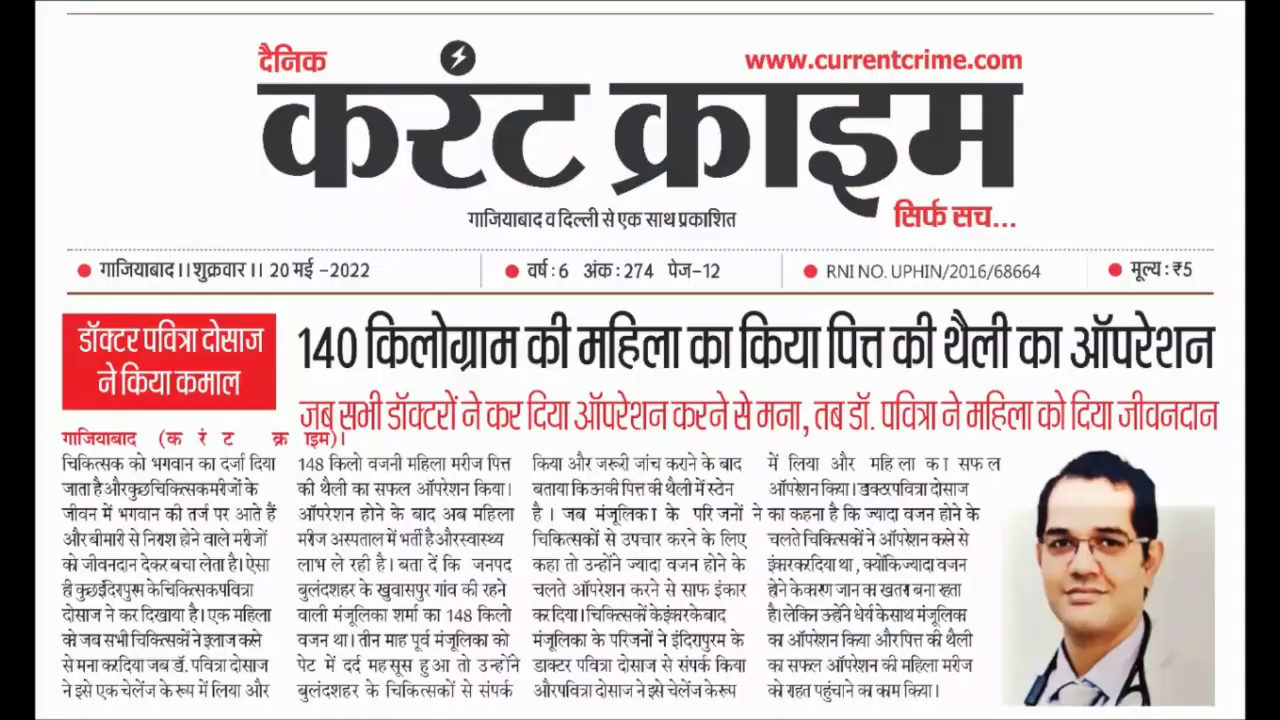 दैनिक
www.currentcrime.com
करंट क्राइम
गाजियाबाद व दिल्ली से एक साथ प्रकाशित
सिर्फ सच...
गाजियाबाद।।शुक्रवार।। 20 मई -2022
वर्ष : 6 अंक: 274 पेज-12
RNI NO. UPHIN/2016/68664
मूल्य: ₹5
डॉक्टर पवित्रा दोसाज
ने किया कमाल
140 किलोग्राम की महिला का किया पित्त की थैली का ऑपरेशन
जब सभी डॉक्टरों ने कर दिया ऑपरेशन करने से मना, तब डॉ. पवित्रा ने महिला को दिया जीवनदान
गाजियाबाद (करंट क्राइम)।
चिकित्सक को भगवान का दर्जा दिया
जाता है और कुछ चिकित्सक मरीजों के
जीवन में भगवान की तर्ज पर आते हैं
और बीमारी से निराश होने वाले मरीजों
को जीवनदान देकर बचा लेता है। ऐसा
ही कुछ इंदिरपुरम के चिकित्सक पवित्रा
दोसाज ने कर दिखाया है। एक महिला
को जब सभी चिकित्सकों ने इलाज करने
से मना कर दिया जब डॉ. पवित्रा दोसाज
ने इसे एक चेलेंज के रूप में लिया और
148 किलो वजनी महिला मरीज पित्त
की थैली का सफल ऑपरेशन किया।
ऑपरेशन होने के बाद अब महिला
मरीज अस्पताल में भर्ती है और स्वास्थ्य
लाभ ले रही है। बता दें कि जनपद
बुलंदशहर के खुवासपुर गांव की रहने
वाली मंजूलिका शर्मा का 148 किलो
वजन था। तीन माह पूर्व मंजूलिका को
पेट में दर्द महसूस हुआ तो उन्होंने
बुलंदशहर के चिकित्सकों से संपर्क
किया और जरूरी जांच कराने के बाद
बताया कि उनकी पित्त की थैली में स्टोन
है। जब मंजूलिका के परिजनों ने
चिकित्सकों से उपचार करने के लिए
कहा तो उन्होंने ज्यादा वजन होने के
चलते ऑपरेशन करने से साफ इंकार
कर दिया। चिकित्सकों के इंकार के बाद
मंजूलिका के परिजनों ने इंदिरापुरम के
डाक्टर पवित्रा दोसाज से संपर्क किया
और पवित्रा दोसाज ने इसे चेलेंज के रूप
में लिया और महिला का सफल
ऑपरेशन किया। डाक्टर पवित्रा दोसाज
का कहना है कि ज्यादा वजन होने के
चलते चिकित्सकों ने ऑपरेशन करने से
इंकार कर दिया था, क्योंकि ज्यादा वजन
होने के कारण जान का खतरा बना रहता
है। लेकिन उन्होंने धैर्य के साथ मंजूलिका
का ऑपरेशन किया और पित्त की थैली
का सफल ऑपरेशन की महिला मरीज
को राहत पहुंचाने का काम किया।